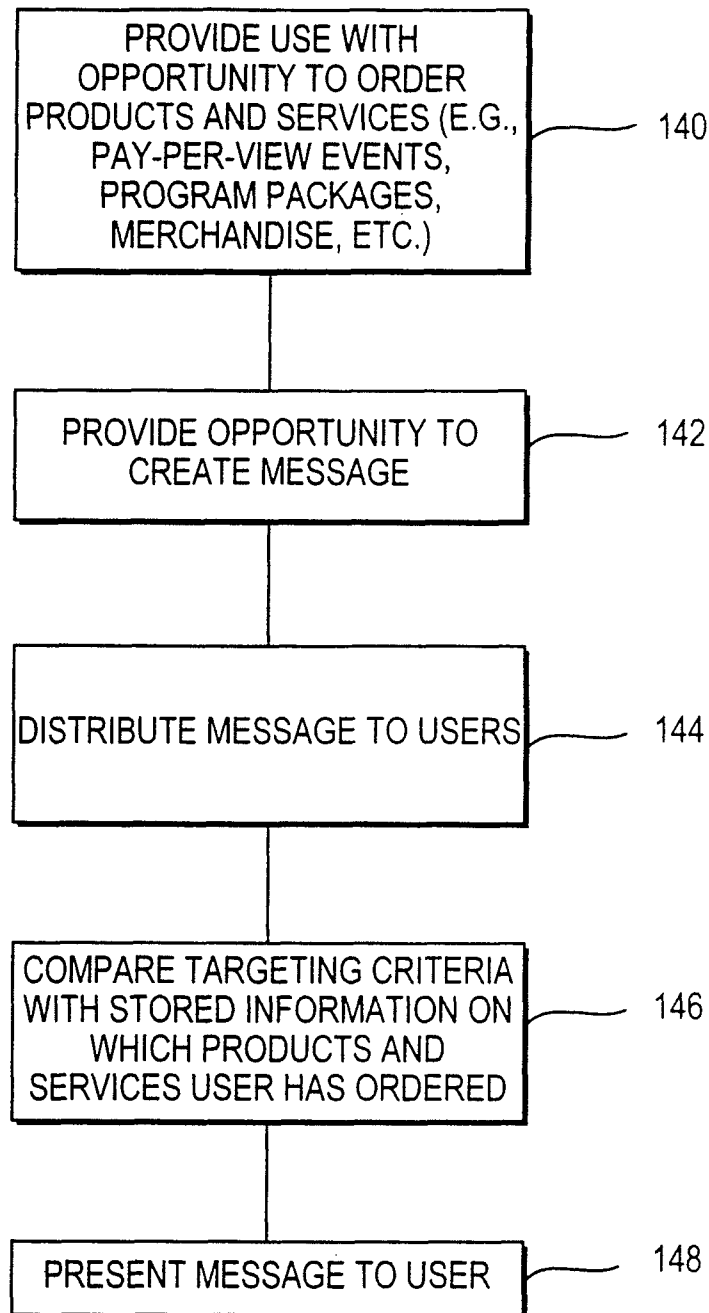 PROVIDE USE WITH
OPPORTUNITY TO ORDER
PRODUCTS AND SERVICES (E.G.,
PAY-PER-VIEW EVENTS,
PROGRAM PACKAGES,
MERCHANDISE, ETC.)
140
PROVIDE OPPORTUNITY TO
CREATE MESSAGE
142
DISTRIBUTE MESSAGE TO USERS
144
COMPARE TARGETING CRITERIA
WITH STORED INFORMATION ON
WHICH PRODUCTS AND
SERVICES USER HAS ORDERED
146
PRESENT MESSAGE TO USER
148